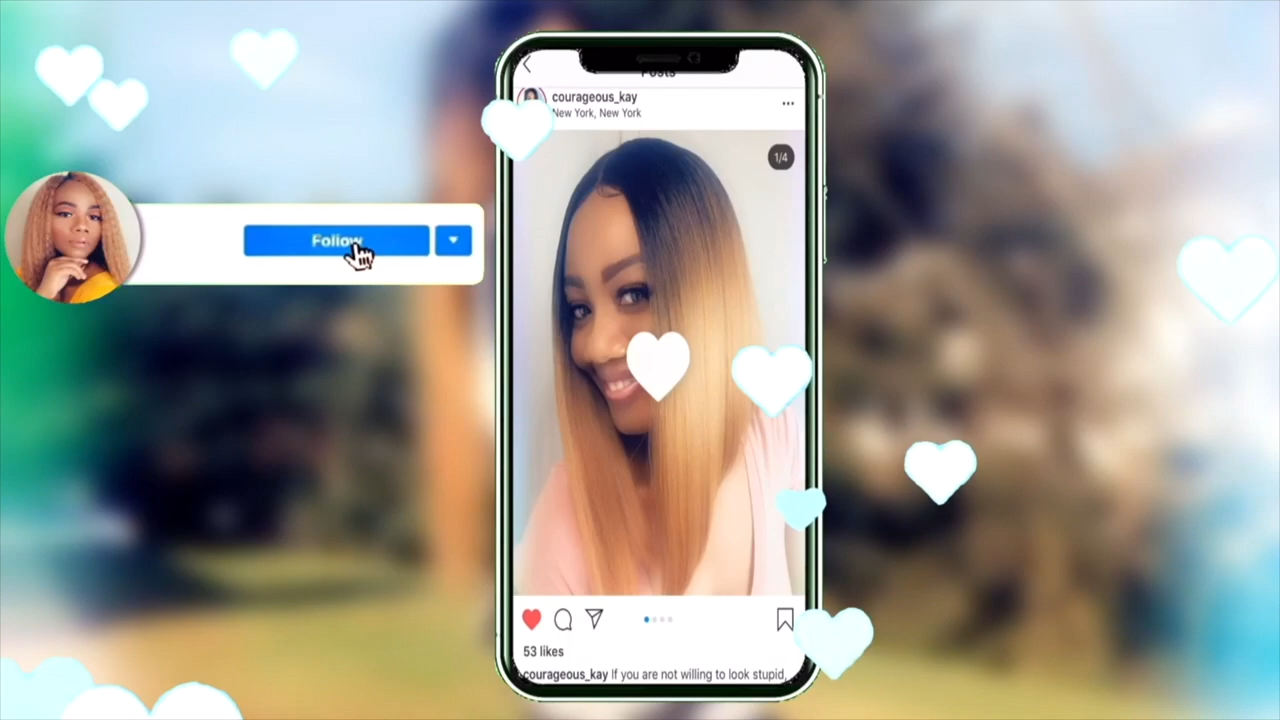 Posts
courageous_kay
New York, New York
1/4
Follow
53 likes
courageous_kay If you are not willing to look stupid,